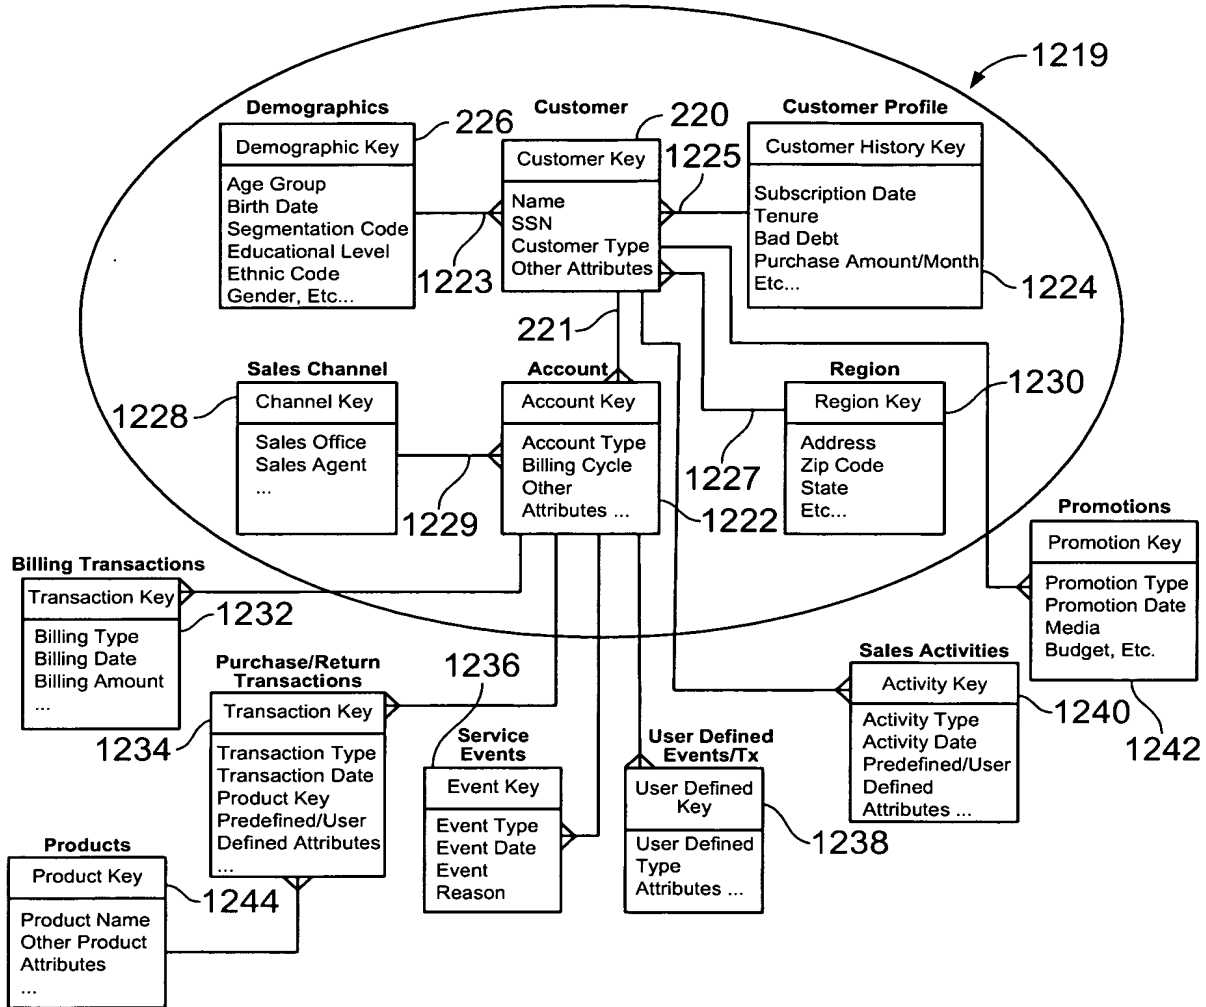 1219
Demographics
226
Demographic Key
Age Group
Birth Date
Segmentation Code
Educational Level
Ethnic Code
Gender, Etc...
1223
Customer
220
Customer Key
Name
SSN
Customer Type
Other Attributes
1225
Customer Profile
Customer History Key
Subscription Date
Tenure
Bad Debt
Purchase Amount/Month
Etc...
1224
221
Sales Channel
1228
Channel Key
Sales Office
Sales Agent
...
1229
Account
Account Key
Account Type
Billing Cycle
Other
Attributes ...
1222
1227
Region
1230
Region Key
Address
Zip Code
State
Etc...
Promotions
Promotion Key
Promotion Type
Promotion Date
Media
Budget, Etc.
1242
Billing Transactions
Transaction Key
1232
Billing Type
Billing Date
Billing Amount
...
Purchase/Return
Transactions
Transaction Key
1234
Transaction Type
Transaction Date
Product Key
Predefined/User
Defined Attributes
...
1236
Service
Events
Event Key
Event Type
Event Date
Event
Reason
User Defined
Events/Tx
User Defined
Key
User Defined
Type
Attributes ...
1238
Sales Activities
Activity Key
1240
Activity Type
Activity Date
Predefined/User
Defined
Attributes ...
Products
Product Key
1244
Product Name
Other Product
Attributes
...